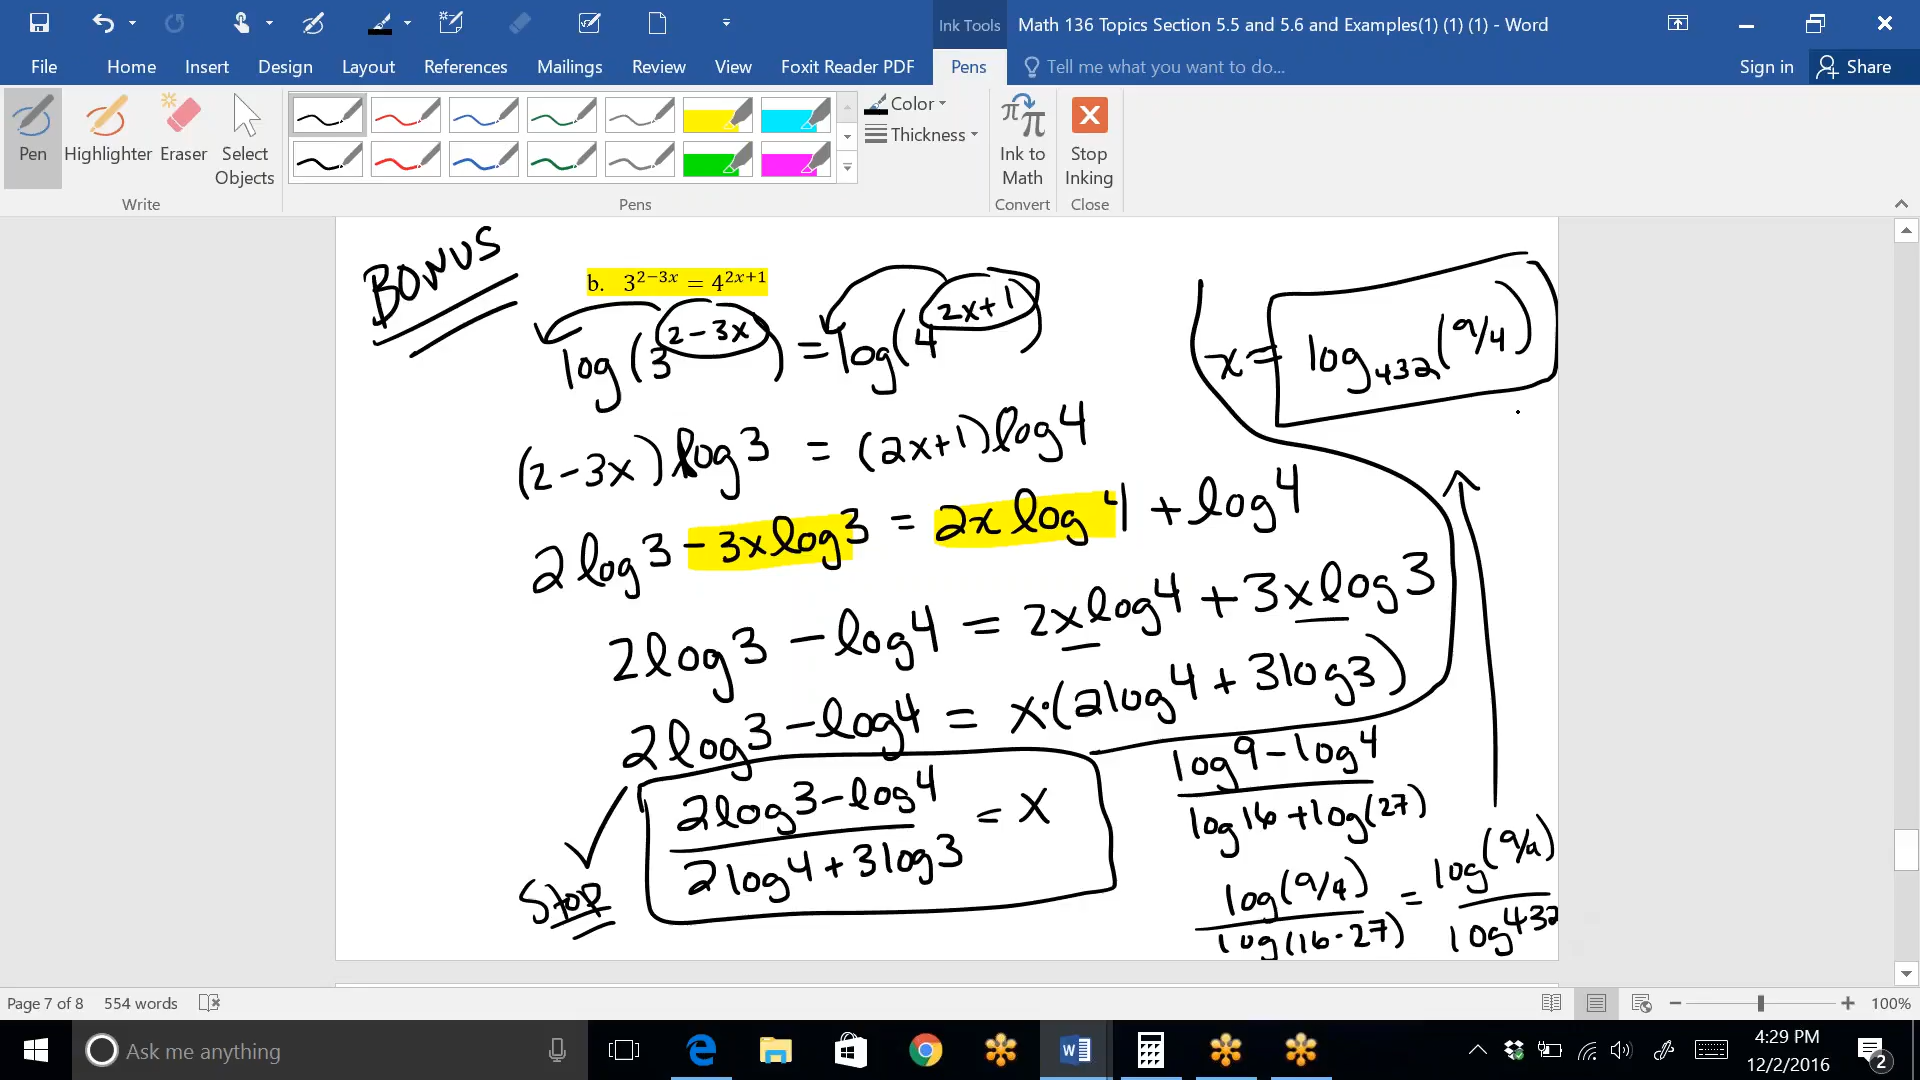 Ink Tools
Math 136 Topics Section 5.5 and 5.6 and Examples(1) (1) (1) - Word
File Home Insert Design Layout References Mailings Review View Foxit Reader PDF Pens Tell me what you want to do... Sign in Share
Pen Highlighter Eraser Select Objects
Color
Thickness
Ink to Math
Stop Inking
Write Pens Convert Close
BONUS
b. 3^{2−3x} = 4^{2x+1}
log(3^{2-3x}) = log(4^{2x+1})
(2-3x)log3 = (2x+1)log4
2log3 - 3xlog3 = 2xlog4 + log4
2log3 - log4 = 2xlog4 + 3xlog3
2log3 - log4 = x·(2log4 + 3log3)
(2log3 - log4)/(2log4 + 3log3) = x
Stop
(log9 - log4)/(log16 + log(27))
log(9/4)/log(16·27) = log(9/4)/log432
x = log_{432}(9/4)
Page 7 of 8 554 words 100%
Ask me anything
4:29 PM
12/2/2016
2